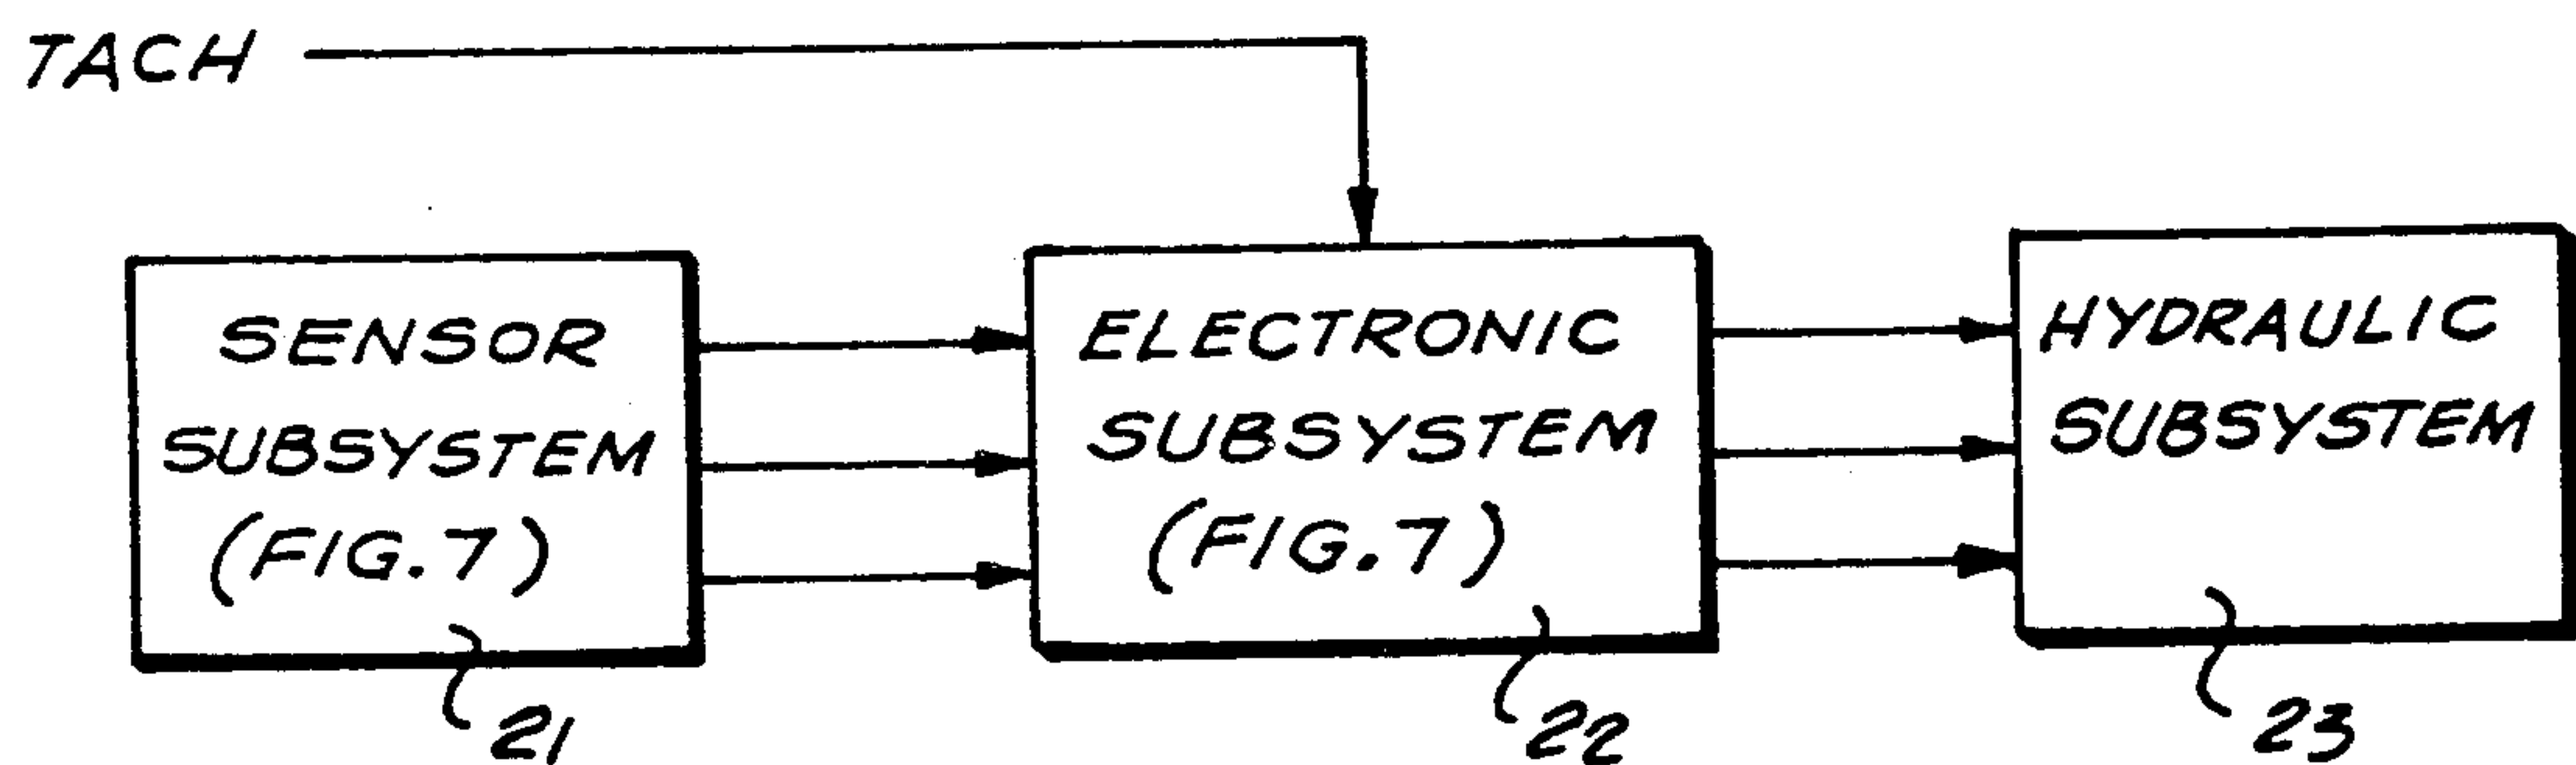 TACH
SENSOR
SUBSYSTEM
(FIG. 7)
21
ELECTRONIC
SUBSYSTEM
(FIG. 7)
22
HYDRAULIC
SUBSYSTEM
23